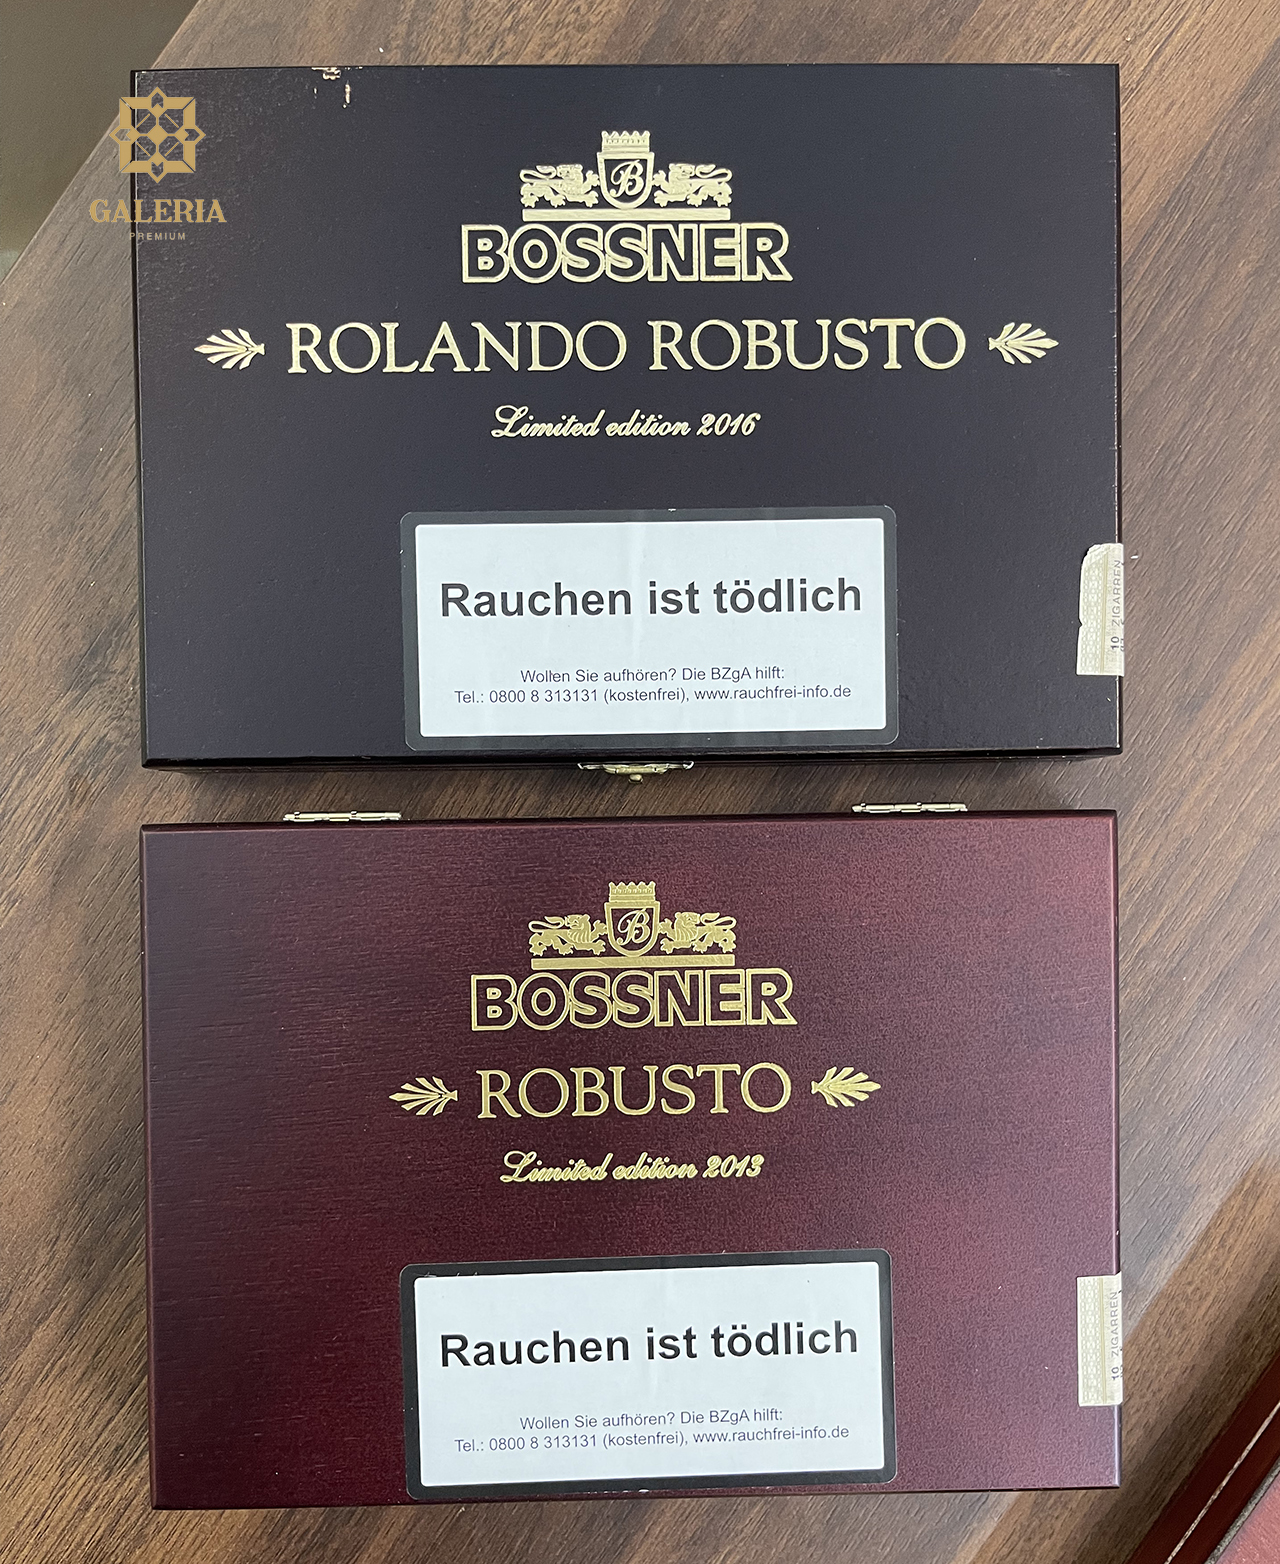 GALERIA
PREMIUM
B
BOSSNER
ROLANDO ROBUSTO
Limited edition 2016
Rauchen ist tödlich
Wollen Sie aufhören? Die BZgA hilft:
Tel.: 0800 8 313131 (kostenfrei), www.rauchfrei-info.de
10 ZIGARREN
B
BOSSNER
ROBUSTO
Limited edition 2013
Rauchen ist tödlich
Wollen Sie aufhören? Die BZgA hilft:
Tel.: 0800 8 313131 (kostenfrei), www.rauchfrei-info.de
10 ZIGARREN